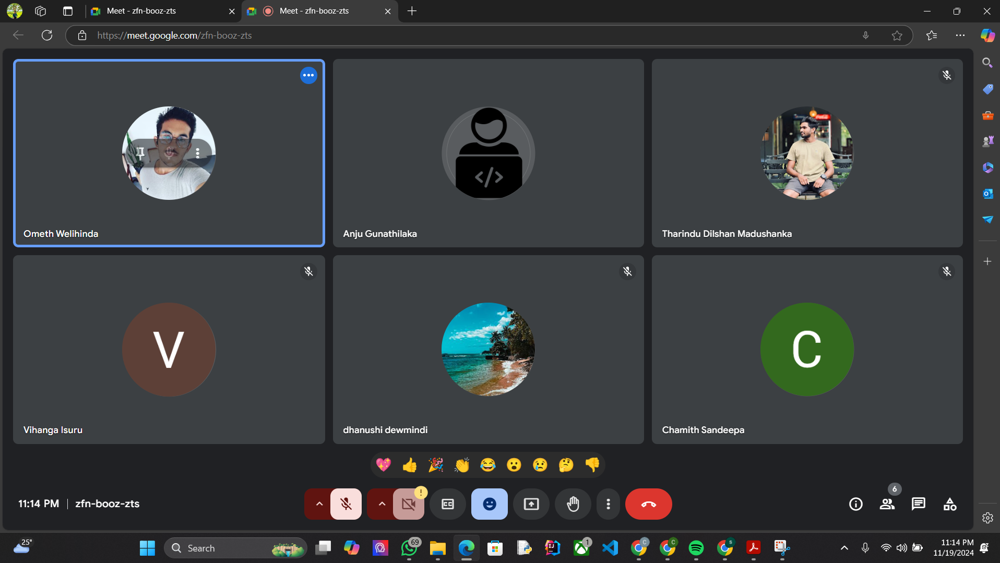 Meet - zfn-booz-zts
Meet - zfn-booz-zts
https://meet.google.com/zfn-booz-zts
Ometh Welihinda
Anju Gunathilaka
</>
Tharindu Dilshan Madushanka
V
Vihanga Isuru
dhanushi dewmindi
C
Chamith Sandeepa
11:14 PM | zfn-booz-zts
!
CC
6
25°
Search
69
1
C
C
s
11:14 PM
11/19/2024